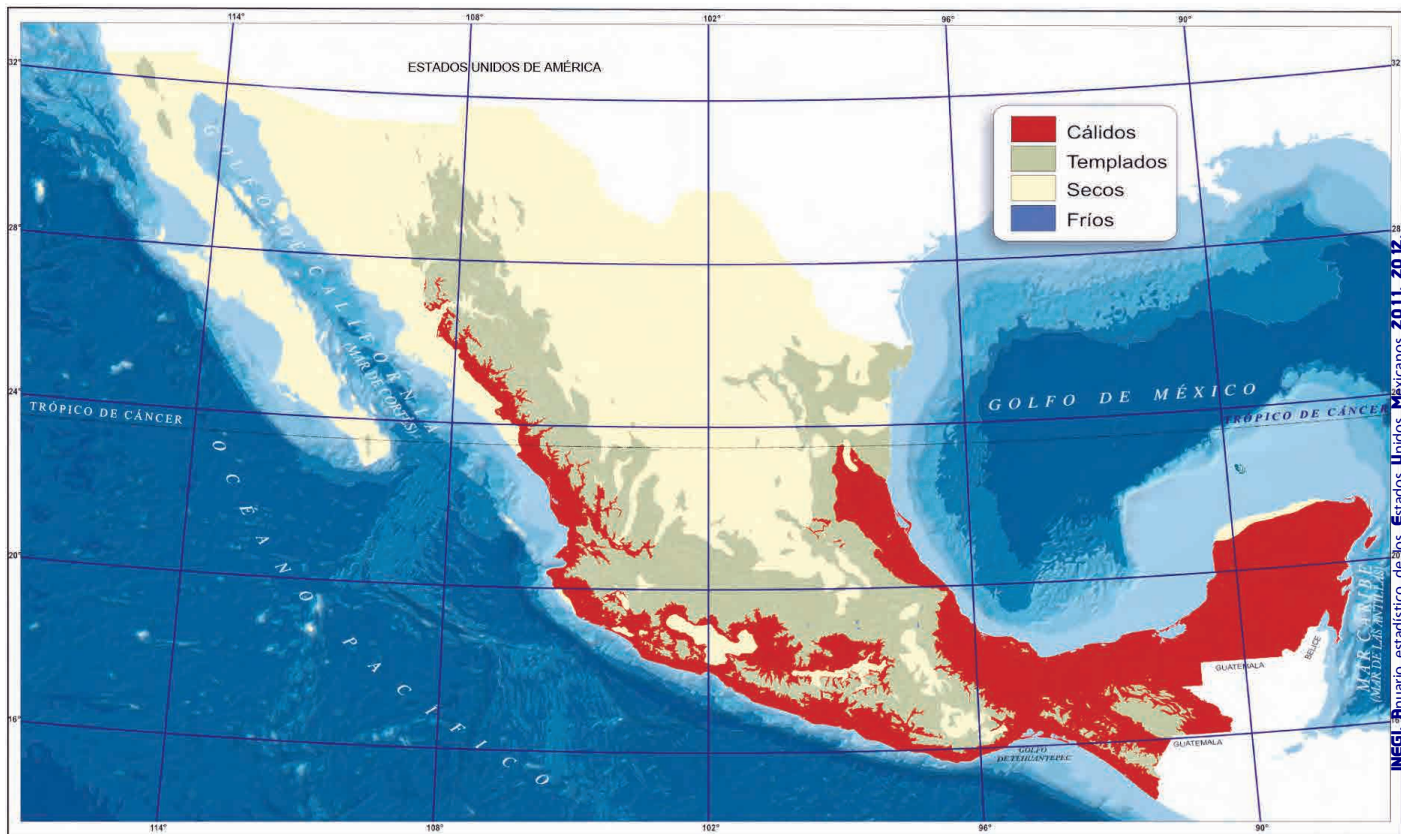 114°
108°
102°
96°
90°
32°
32°
ESTADOS UNIDOS DE AMÉRICA
Cálidos
Templados
Secos
Fríos
GOLFO DE CALIFORNIA
(MAR DE CORTÉS)
28°
28°
24°
TRÓPICO DE CÁNCER
GOLFO DE MÉXICO
TRÓPICO DE CÁNCER
OCÉANO PACÍFICO
20°
MAR CARIBE
(MAR DE LAS ANTILLAS)
BELICE
GUATEMALA
16°
GUATEMALA
GOLFO
DE TEHUANTEPEC
114°
108°
102°
96°
90°
INEGI. Anuario estadístico de los Estados Unidos Mexicanos 2011. 2012.